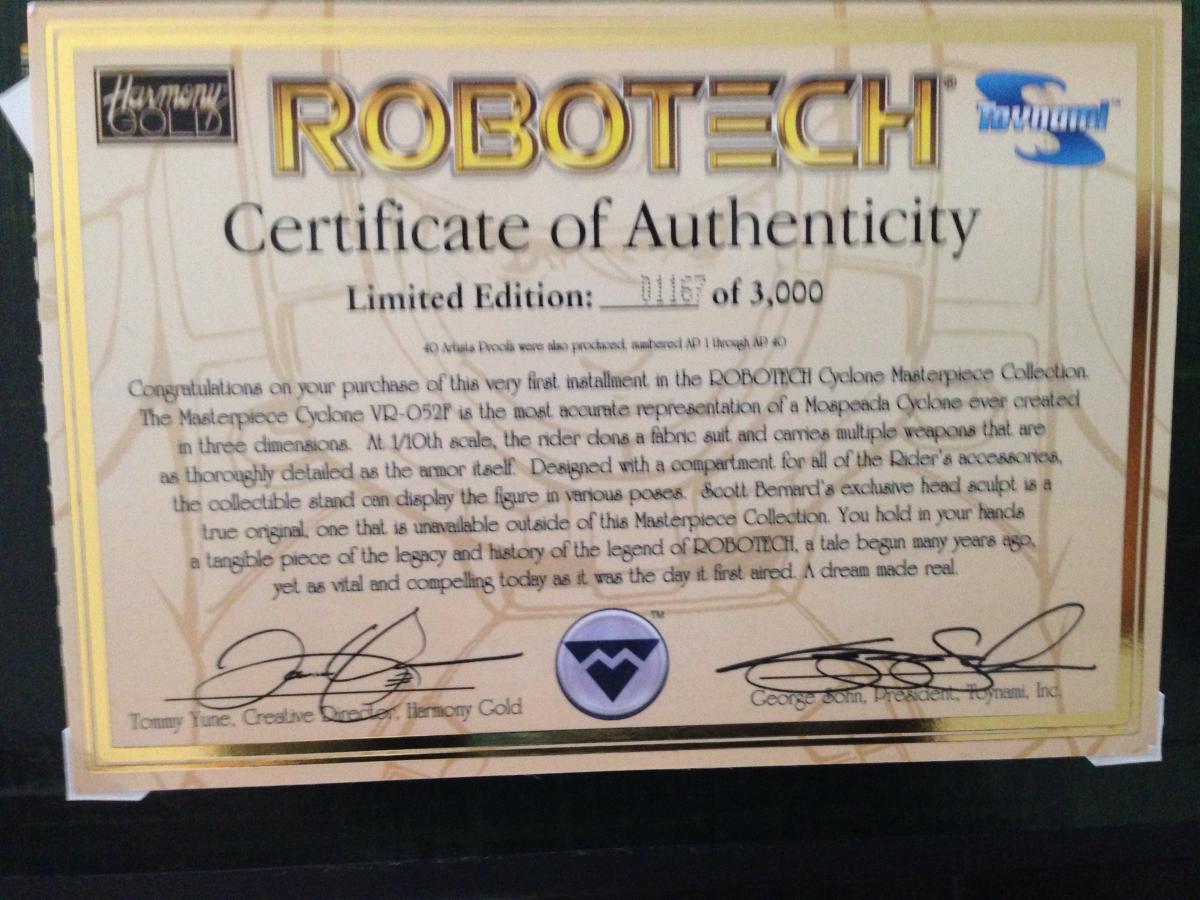 Harmony GOLD
ROBOTECH®
Toynami™
Certificate of Authenticity
Limited Edition: 01167 of 3,000
40 Artists Proofs were also produced, numbered AP 1 through AP 40
Congratulations on your purchase of this very first installment in the ROBOTECH Cyclone Masterpiece Collection.
The Masterpiece Cyclone VR-052F is the most accurate representation of a Mospeada Cyclone ever created
in three dimensions. At 1/10th scale, the rider dons a fabric suit and carries multiple weapons that are
as thoroughly detailed as the armor itself. Designed with a compartment for all of the Rider's accessories,
the collectible stand can display the figure in various poses. Scott Bernard's exclusive head sculpt is a
true original, one that is unavailable outside of this Masterpiece Collection. You hold in your hands
a tangible piece of the legacy and history of the legend of ROBOTECH, a tale begun many years ago,
yet as vital and compelling today as it was the day it first aired. A dream made real.
TM
Tommy Yune, Creative Director, Harmony Gold
George Sohn, President, Toynami, Inc.